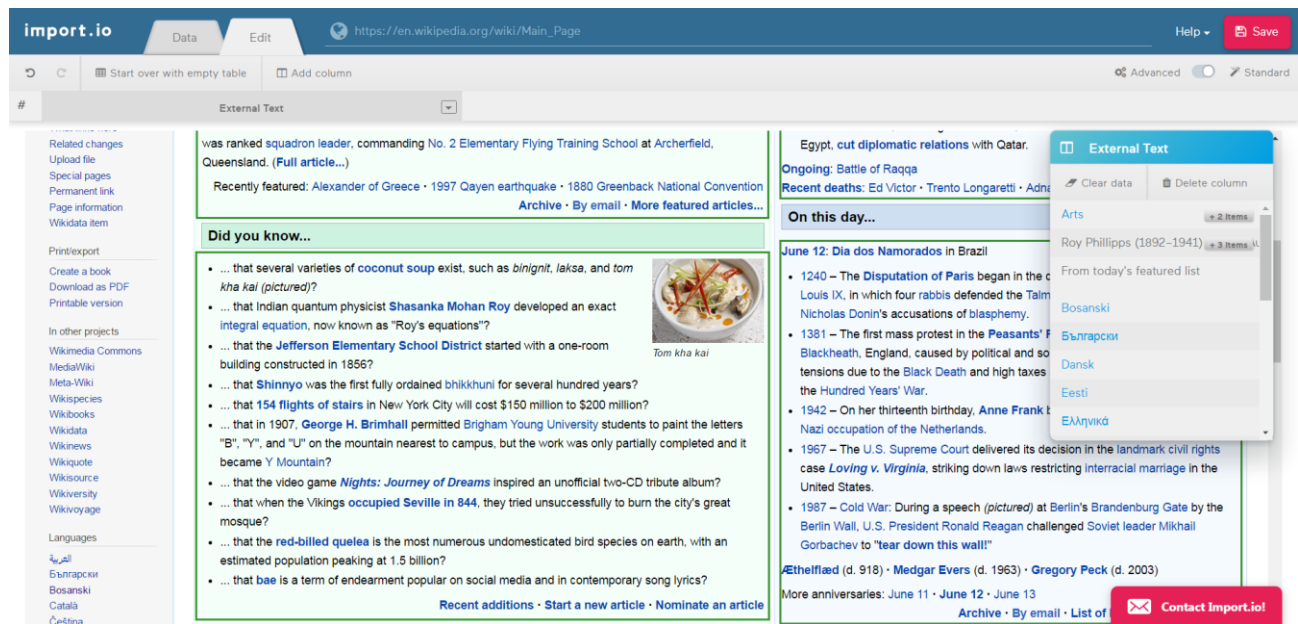 import.io
Data
Edit
https://en.wikipedia.org/wiki/Main_Page
Help
Save
Start over with empty table
Add column
Advanced
Standard
#
External Text
Related changes
Upload file
Special pages
Permanent link
Page information
Wikidata item
Print/export
Create a book
Download as PDF
Printable version
In other projects
Wikimedia Commons
MediaWiki
Meta-Wiki
Wikispecies
Wikibooks
Wikidata
Wikinews
Wikiquote
Wikisource
Wikiversity
Wikivoyage
Languages
العربية
Български
Bosanski
Català
Čeština
was ranked squadron leader, commanding No. 2 Elementary Flying Training School at Archerfield,
Queensland. (Full article...)
Recently featured: Alexander of Greece · 1997 Qayen earthquake · 1880 Greenback National Convention
Archive · By email · More featured articles...
Did you know...
• ... that several varieties of coconut soup exist, such as binignit, laksa, and tom
kha kai (pictured)?
• ... that Indian quantum physicist Shasanka Mohan Roy developed an exact
integral equation, now known as "Roy's equations"?
• ... that the Jefferson Elementary School District started with a one-room
building constructed in 1856?
Tom kha kai
• ... that Shinnyo was the first fully ordained bhikkhuni for several hundred years?
• ... that 154 flights of stairs in New York City will cost $150 million to $200 million?
• ... that in 1907, George H. Brimhall permitted Brigham Young University students to paint the letters
"B", "Y", and "U" on the mountain nearest to campus, but the work was only partially completed and it
became Y Mountain?
• ... that the video game Nights: Journey of Dreams inspired an unofficial two-CD tribute album?
• ... that when the Vikings occupied Seville in 844, they tried unsuccessfully to burn the city's great
mosque?
• ... that the red-billed quelea is the most numerous undomesticated bird species on earth, with an
estimated population peaking at 1.5 billion?
• ... that bae is a term of endearment popular on social media and in contemporary song lyrics?
Recent additions · Start a new article · Nominate an article
Egypt, cut diplomatic relations with Qatar.
Ongoing: Battle of Raqqa
Recent deaths: Ed Victor · Trento Longaretti ·
On this day...
June 12: Dia dos Namorados in Brazil
• 1240 – The Disputation of Paris began in the
Louis IX, in which four rabbis defended the
Nicholas Donin's accusations of blasphemy.
• 1381 – The first mass protest in the Peasants'
Blackheath, England, caused by political and
tensions due to the Black Death and high taxes
the Hundred Years' War.
• 1942 – On her thirteenth birthday, Anne Frank
Nazi occupation of the Netherlands.
• 1967 – The U.S. Supreme Court delivered its decision in the landmark civil rights
case Loving v. Virginia, striking down laws restricting interracial marriage in the
United States.
• 1987 – Cold War: During a speech (pictured) at Berlin's Brandenburg Gate by the
Berlin Wall, U.S. President Ronald Reagan challenged Soviet leader Mikhail
Gorbachev to "tear down this wall!"
Æthelflæd (d. 918) · Medgar Evers (d. 1963) · Gregory Peck (d. 2003)
More anniversaries: June 11 · June 12 · June 13
Archive · By email · List of
External Text
Clear data
Delete column
Arts
+ 2 Items
Roy Phillipps (1892–1941)
+ 3 Items
From today's featured list
Bosanski
Български
Dansk
Eesti
Ελληνικά
Contact Import.io!